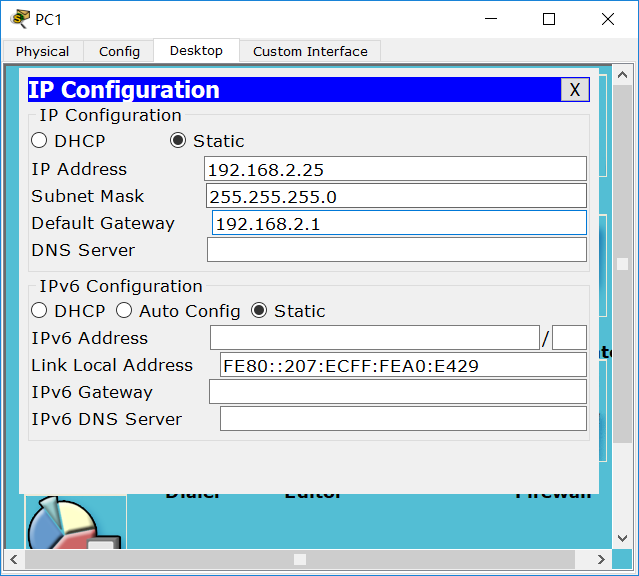 PC1
Physical Config Desktop Custom Interface
IP Configuration X
IP Configuration
DHCP Static
IP Address 192.168.2.25
Subnet Mask 255.255.255.0
Default Gateway 192.168.2.1
DNS Server
IPv6 Configuration
DHCP Auto Config Static
IPv6 Address /
Link Local Address FE80::207:ECFF:FEA0:E429
IPv6 Gateway
IPv6 DNS Server
Dialer Editor Firewall